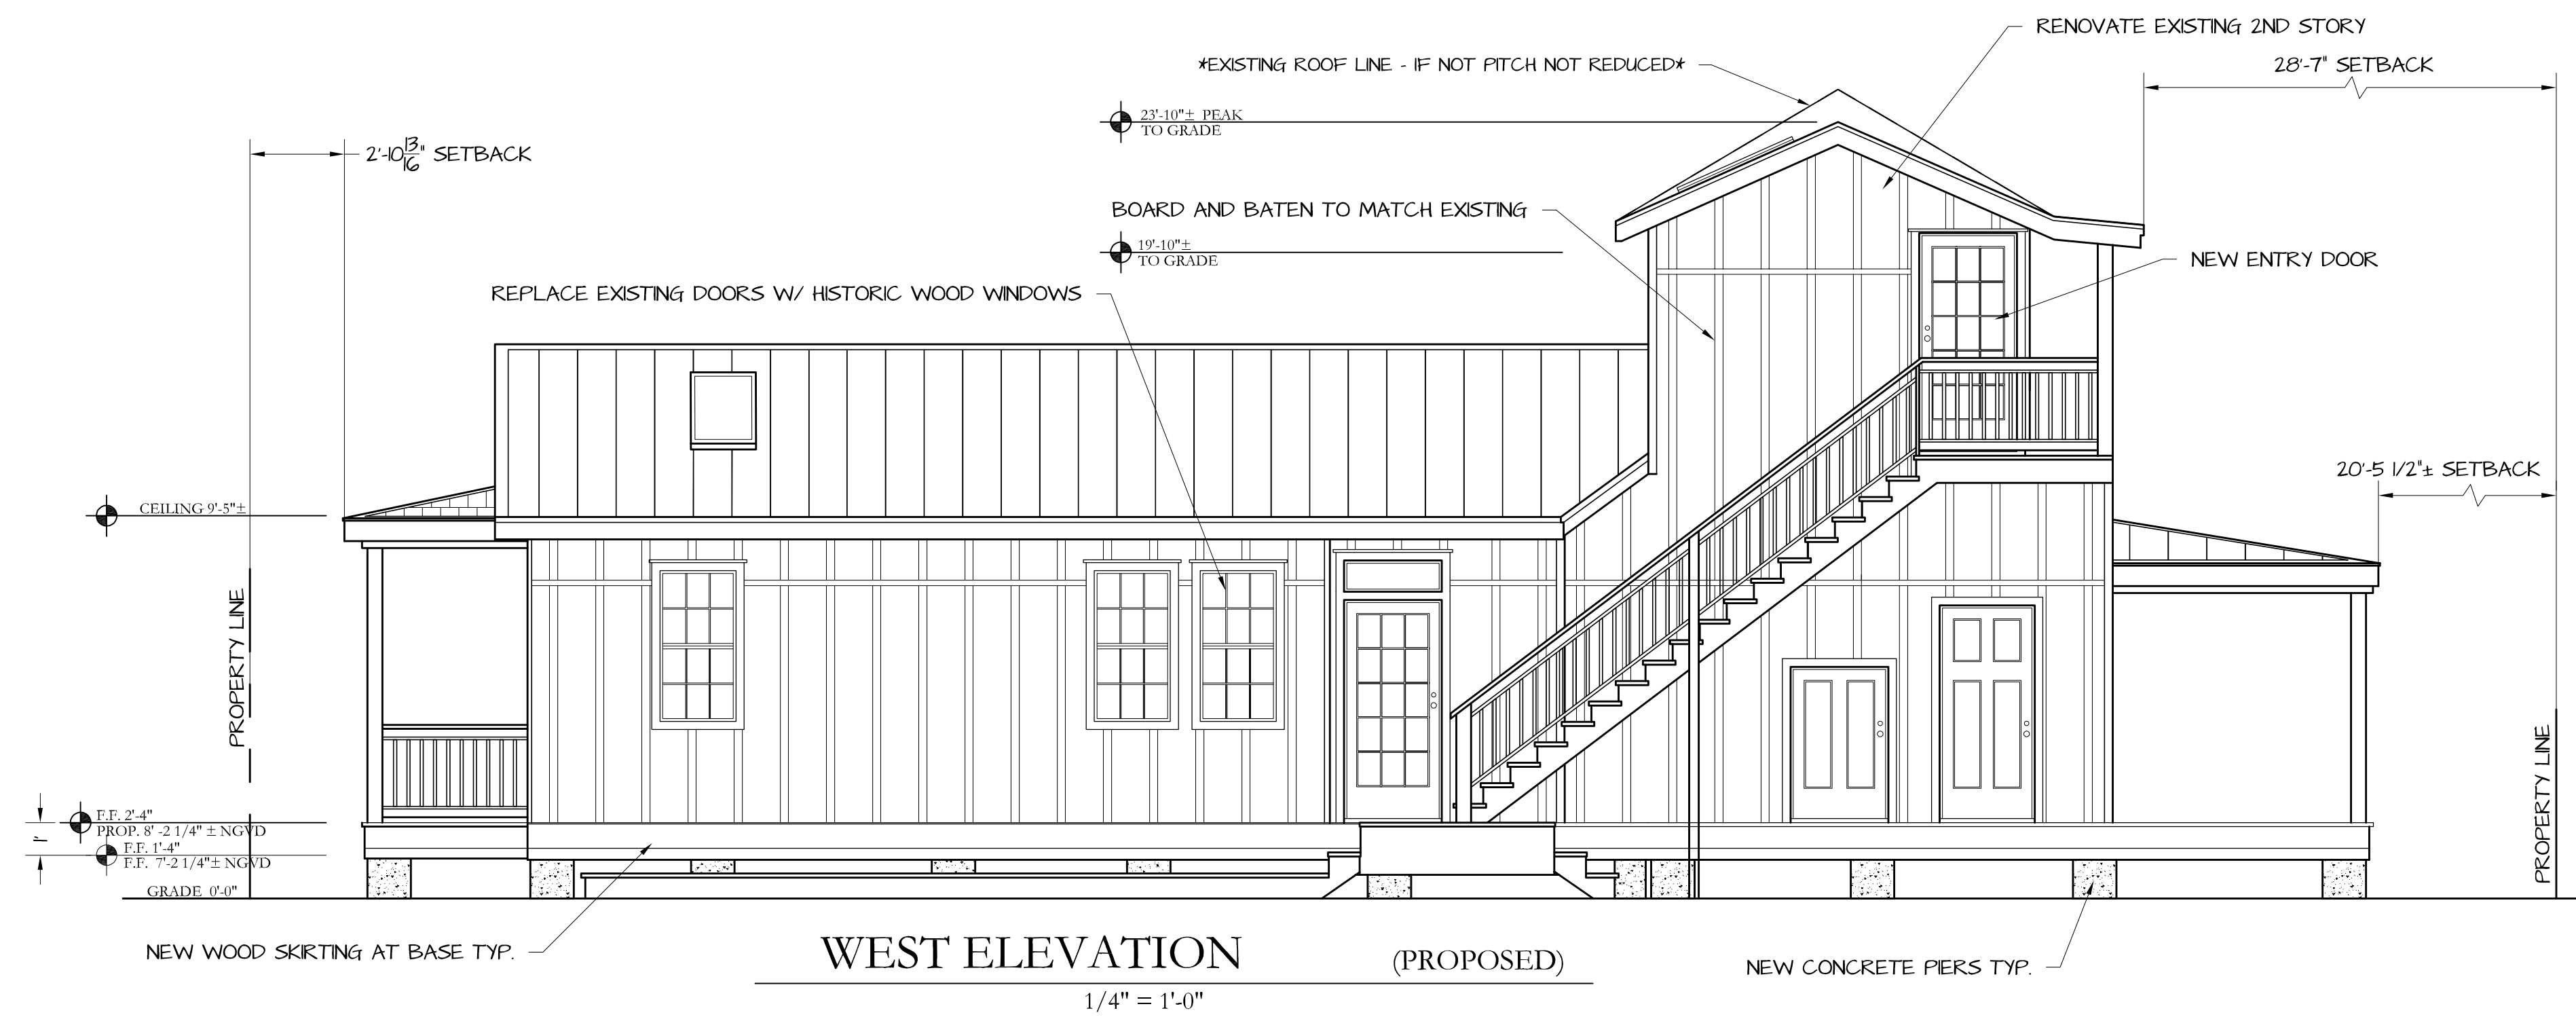 RENOVATE EXISTING 2ND STORY
*EXISTING ROOF LINE - IF NOT PITCH NOT REDUCED*
28'-7" SETBACK
23'-10"± PEAK
TO GRADE
2'-10 13/16" SETBACK
BOARD AND BATEN TO MATCH EXISTING
19'-10"±
TO GRADE
NEW ENTRY DOOR
REPLACE EXISTING DOORS W/ HISTORIC WOOD WINDOWS
20'-5 1/2"± SETBACK
CEILING 9'-5"±
PROPERTY LINE
PROPERTY LINE
1'
F.F. 2'-4"
PROP. 8' -2 1/4" ± NGVD
F.F. 1'-4"
F.F. 7'-2 1/4"± NGVD
GRADE 0'-0"
NEW WOOD SKIRTING AT BASE TYP.
WEST ELEVATION (PROPOSED)
NEW CONCRETE PIERS TYP.
1/4" = 1'-0"